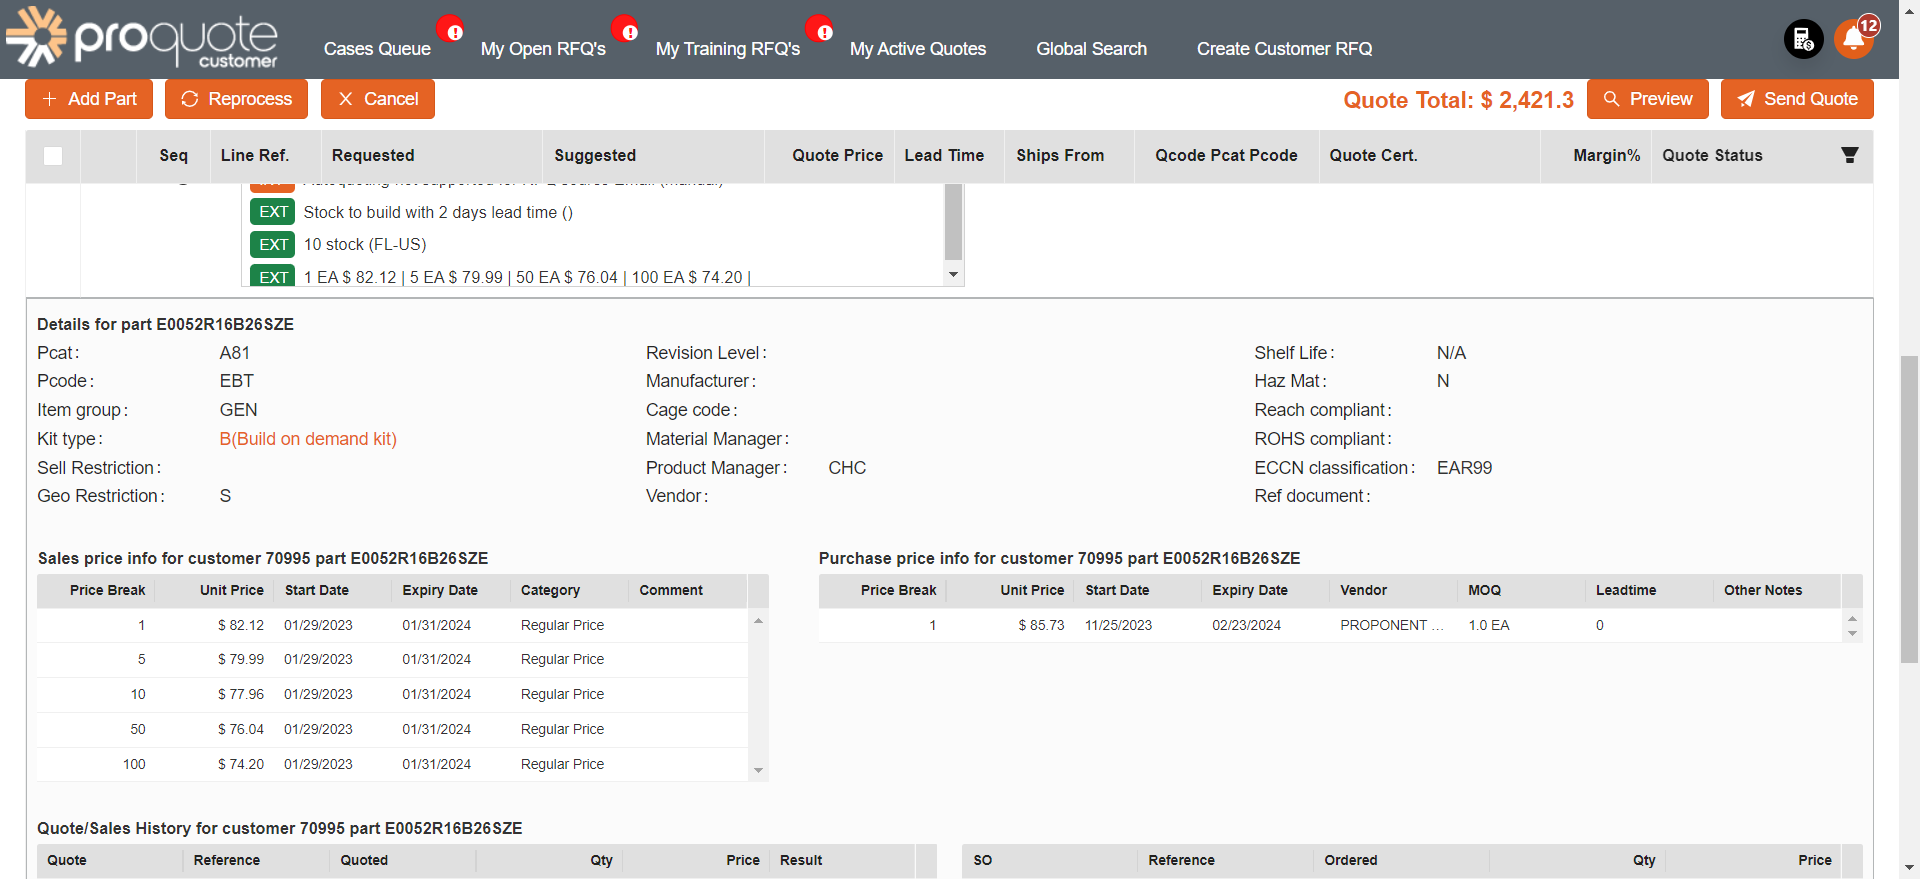 proquote customer
Cases Queue
My Open RFQ's
My Training RFQ's
My Active Quotes
Global Search
Create Customer RFQ
12
Add Part
Reprocess
Cancel
Quote Total: $ 2,421.3
Preview
Send Quote
Seq Line Ref. Requested Suggested Quote Price Lead Time Ships From Qcode Pcat Pcode Quote Cert. Margin% Quote Status
EXT Stock to build with 2 days lead time ()
EXT 10 stock (FL-US)
EXT 1 EA $ 82.12 | 5 EA $ 79.99 | 50 EA $ 76.04 | 100 EA $ 74.20 |
Details for part E0052R16B26SZE
Pcat: A81
Pcode: EBT
Item group: GEN
Kit type: B(Build on demand kit)
Sell Restriction:
Geo Restriction: S
Revision Level:
Manufacturer:
Cage code:
Material Manager:
Product Manager: CHC
Vendor:
Shelf Life: N/A
Haz Mat: N
Reach compliant:
ROHS compliant:
ECCN classification: EAR99
Ref document:
Sales price info for customer 70995 part E0052R16B26SZE
Price Break Unit Price Start Date Expiry Date Category Comment
1 $ 82.12 01/29/2023 01/31/2024 Regular Price
5 $ 79.99 01/29/2023 01/31/2024 Regular Price
10 $ 77.96 01/29/2023 01/31/2024 Regular Price
50 $ 76.04 01/29/2023 01/31/2024 Regular Price
100 $ 74.20 01/29/2023 01/31/2024 Regular Price
Purchase price info for customer 70995 part E0052R16B26SZE
Price Break Unit Price Start Date Expiry Date Vendor MOQ Leadtime Other Notes
1 $ 85.73 11/25/2023 02/23/2024 PROPONENT ... 1.0 EA 0
Quote/Sales History for customer 70995 part E0052R16B26SZE
Quote Reference Quoted Qty Price Result
SO Reference Ordered Qty Price